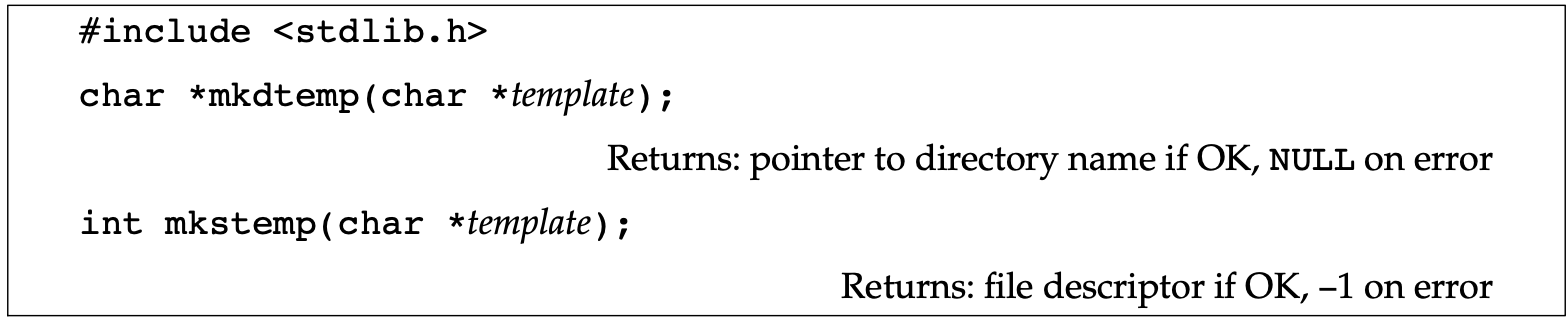 #include <stdlib.h>
char *mkdtemp(char *template);
Returns: pointer to directory name if OK, NULL on error
int mkstemp(char *template);
Returns: file descriptor if OK, –1 on error